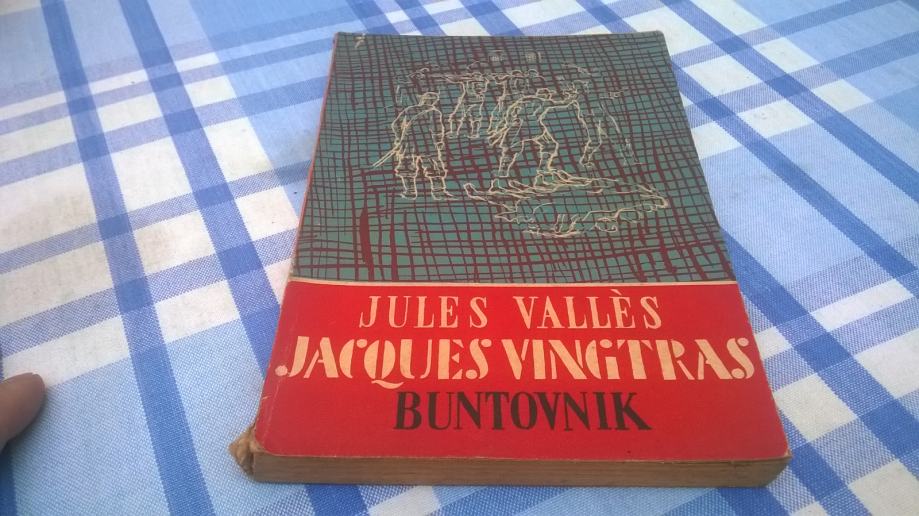 JULES VALLÈS
JACQUES VINGTRAS
BUNTOVNIK